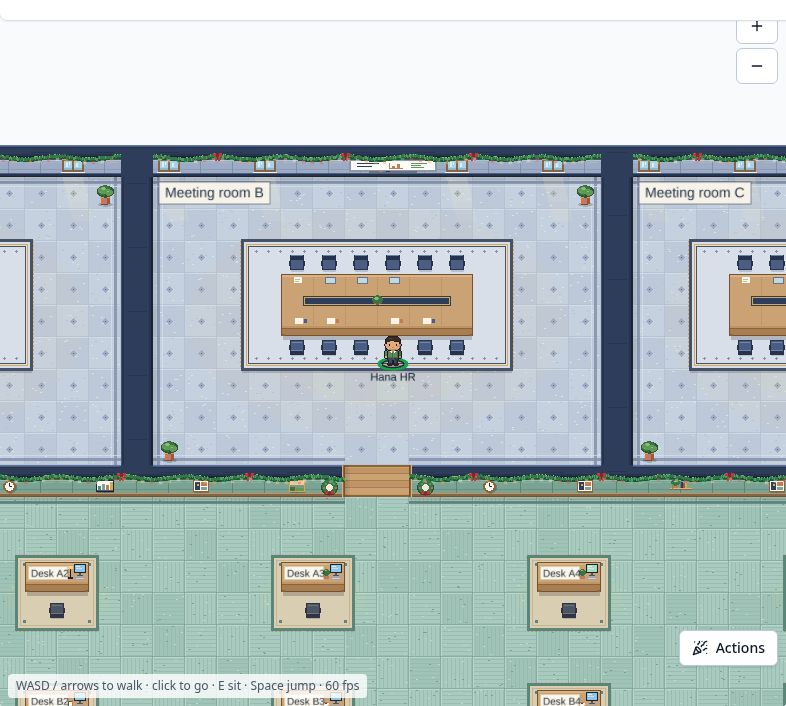 +
−
Meeting room B
Meeting room C
Hana HR
Desk A2
Desk A3
Desk A4
Actions
WASD / arrows to walk · click to go · E sit · Space jump · 60 fps
Desk B2
Desk B3
Desk B4